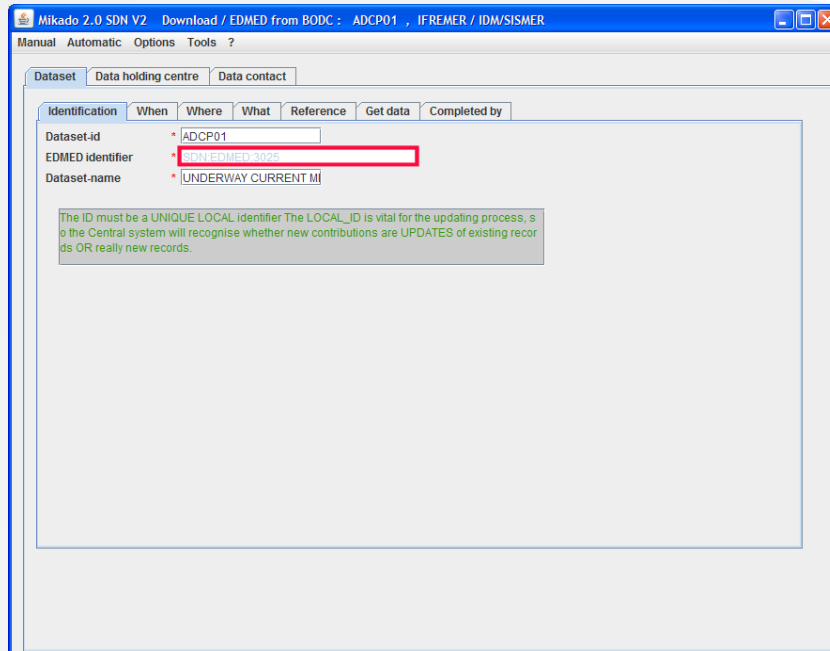 Mikado 2.0 SDN V2 Download / EDMED from BODC : ADCP01 , IFREMER / IDM/SISMER
Manual Automatic Options Tools ?
Dataset Data holding centre Data contact
Identification When Where What Reference Get data Completed by
Dataset-id * ADCP01
EDMED identifier * SDN:EDMED:3025
Dataset-name * UNDERWAY CURRENT ME
The ID must be a UNIQUE LOCAL identifier The LOCAL_ID is vital for the updating process, s
o the Central system will recognise whether new contributions are UPDATES of existing recor
ds OR really new records.